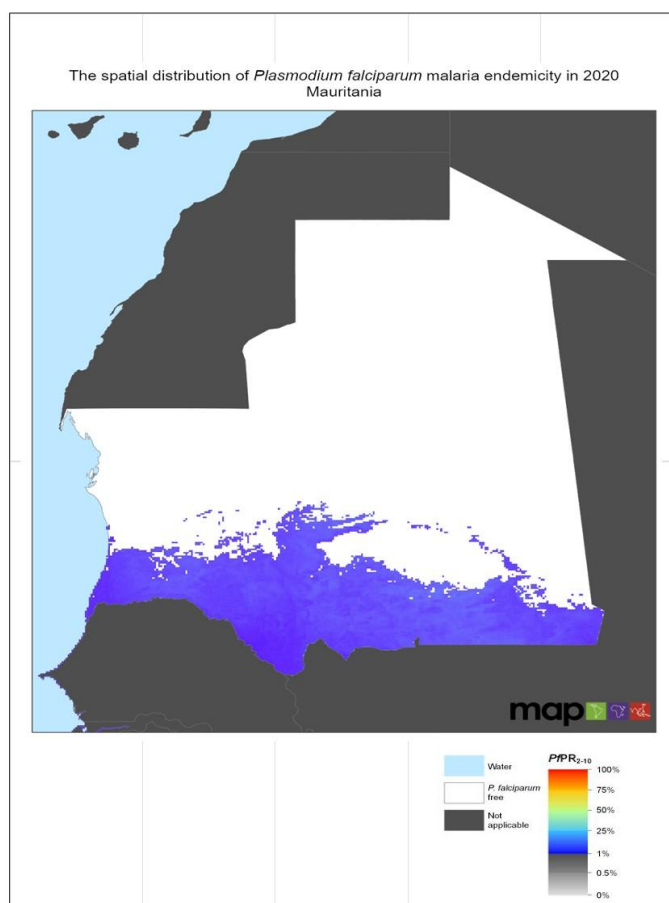 The spatial distribution of Plasmodium falciparum malaria endemicity in 2020
Mauritania
map
Water
P. falciparum
free
Not
applicable
PfPR2-10
100%
75%
50%
25%
1%
0.5%
0%